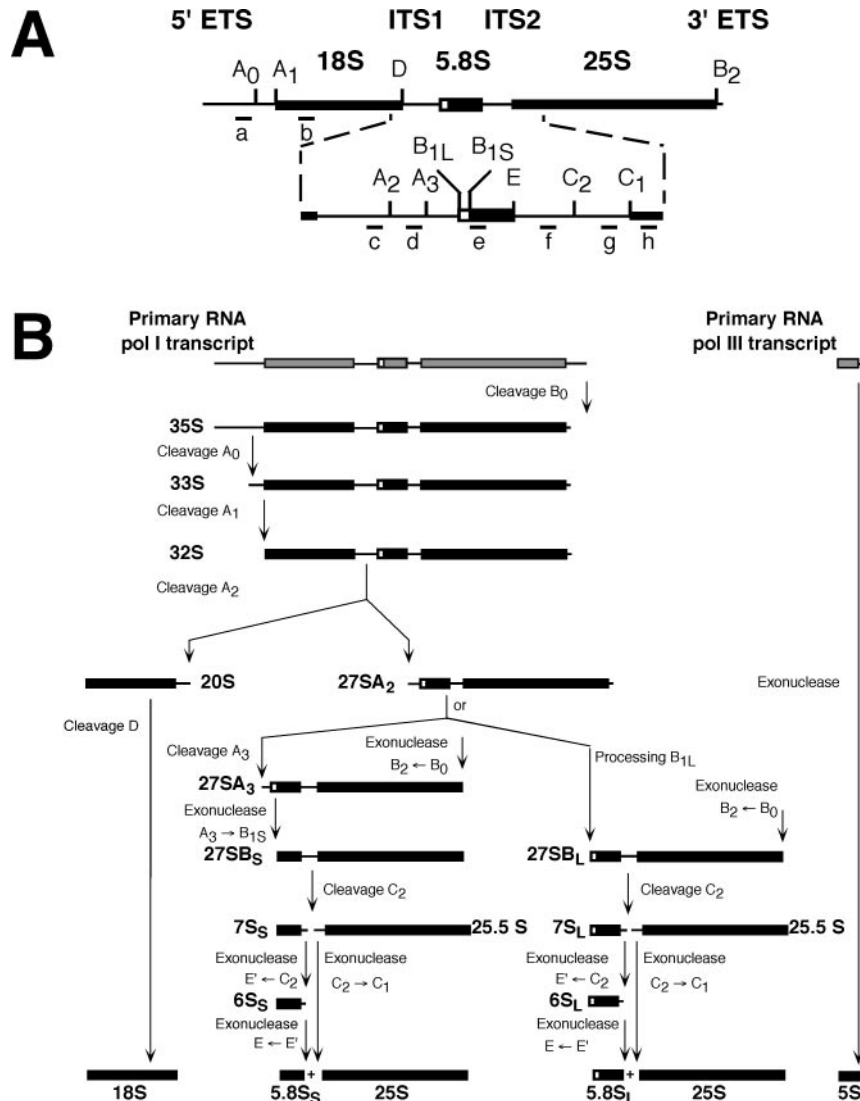 A
5' ETS ITS1 ITS2 3' ETS
18S 5.8S 25S
A0 A1 D B2
a b
B1L B1S
A2 A3 E C2 C1
c d e f g h
B
Primary RNA
pol I transcript
Primary RNA
pol III transcript
Cleavage B0
35S
Cleavage A0
33S
Cleavage A1
32S
Cleavage A2
20S 27SA2
Exonuclease
Cleavage D
or
Cleavage A3
Exonuclease
B2 ← B0
Processing B1L
27SA3
Exonuclease
B2 ← B0
Exonuclease
A3 → B1S
27SBS 27SBL
Cleavage C2 Cleavage C2
7SS 25.5 S 7SL 25.5 S
Exonuclease Exonuclease Exonuclease Exonuclease
E' ← C2 C2 → C1 E' ← C2 C2 → C1
6SS 6SL
Exonuclease Exonuclease
E ← E' E ← E'
+ +
18S 5.8SS 25S 5.8SL 25S 5S